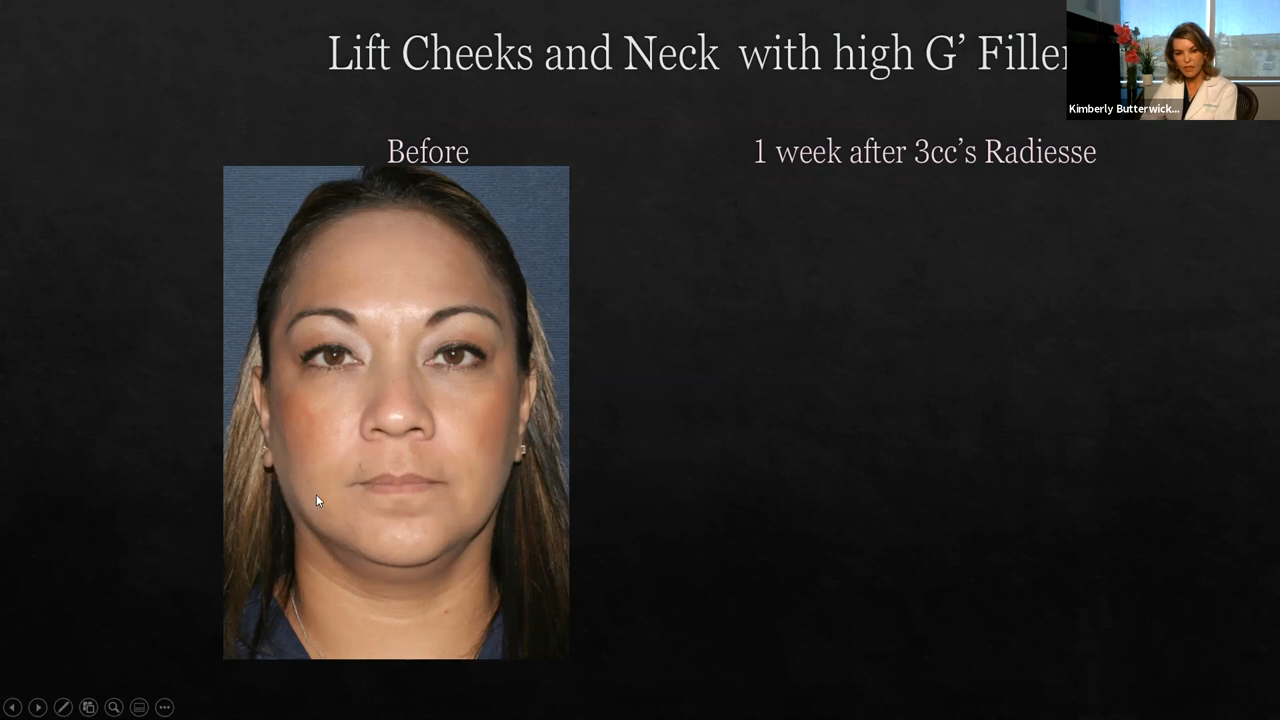 Lift Cheeks and Neck with high G’ Filler
Kimberly Butterwick...
Before
1 week after 3cc’s Radiesse